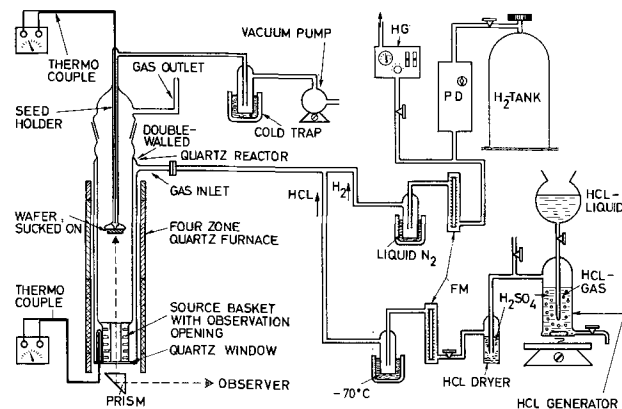 THERMO
COUPLE
SEED
HOLDER
GAS OUTLET
DOUBLE-
WALLED
QUARTZ REACTOR
GAS INLET
VACUUM PUMP
COLD TRAP
HG
PD
H2-TANK
HCL
H2
LIQUID N2
FM
HCL-
LIQUID
HCL-
GAS
H2SO4
WAFER,
SUCKED ON
FOUR ZONE
QUARTZ FURNACE
THERMO
COUPLE
SOURCE BASKET
WITH OBSERVATION
OPENING
QUARTZ WINDOW
OBSERVER
PRISM
-70°C
HCL DRYER
HCL GENERATOR